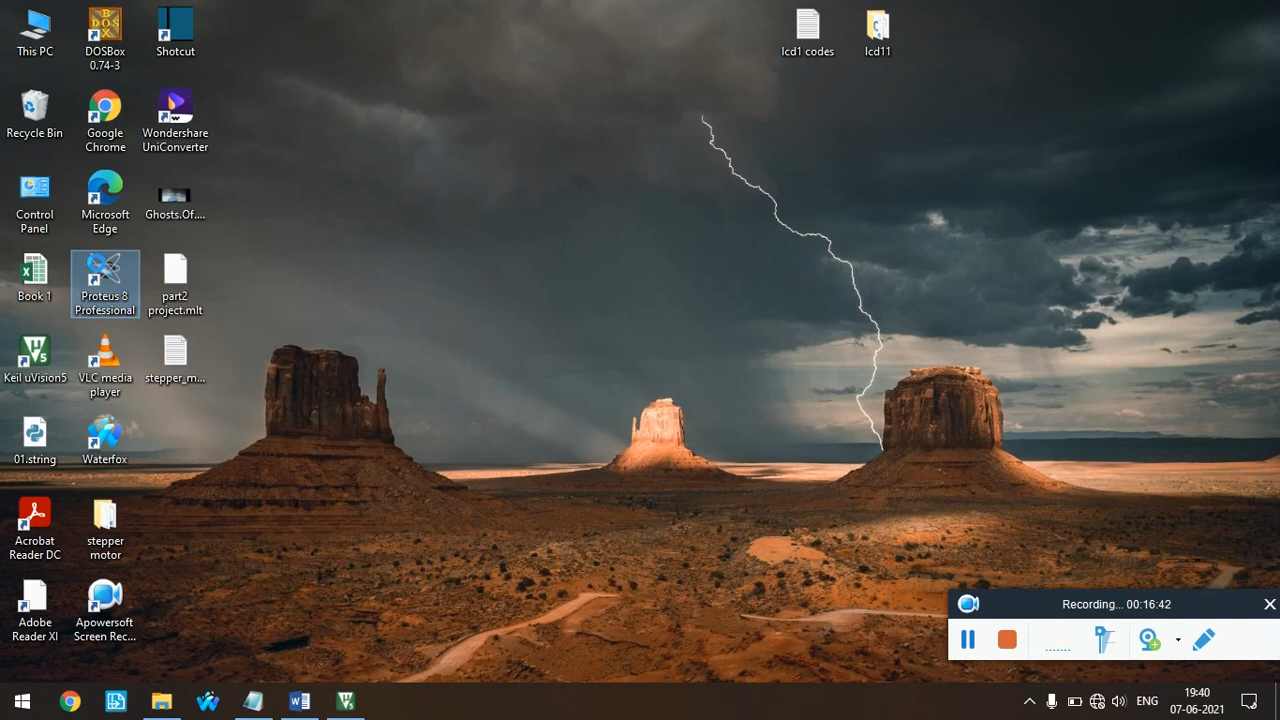 This PC
DOSBox
0.74-3
Shotcut
lcd1 codes
lcd11
Recycle Bin
Google
Chrome
Wondershare
UniConverter
Control
Panel
Microsoft
Edge
Ghosts.Of....
Book 1
Proteus 8
Professional
part2
project.mlt
Keil uVision5
VLC media
player
stepper_m...
01.string
Waterfox
Acrobat
Reader DC
stepper
motor
Adobe
Reader XI
Apowersoft
Screen Rec...
Recording... 00:16:42
ENG
19:40
07-06-2021